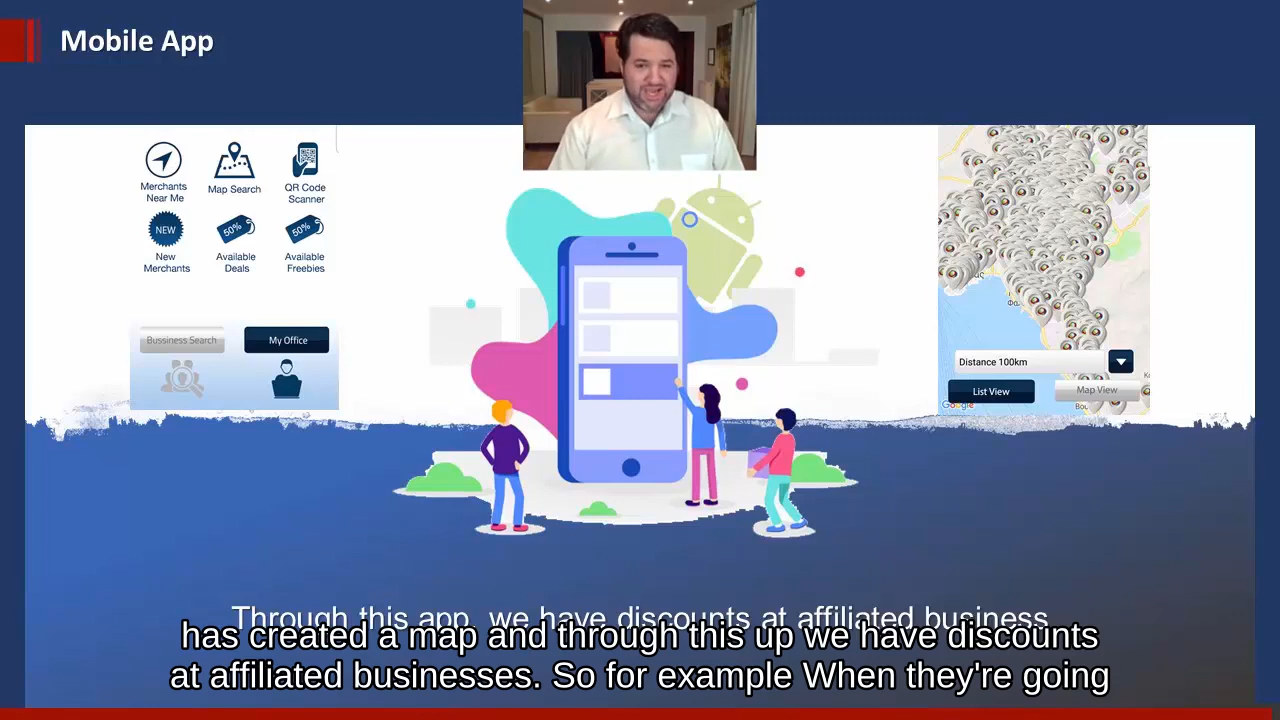 Mobile App
Merchants
Near Me
Map Search
QR Code
Scanner
NEW
50%
50%
New
Merchants
Available
Deals
Available
Freebies
Bussiness Search
My Office
Distance 100km
List View
Map View
Google
Through this app, we have discounts at affiliated business
has created a map and through this up we have discounts
at affiliated businesses. So for example When they're going